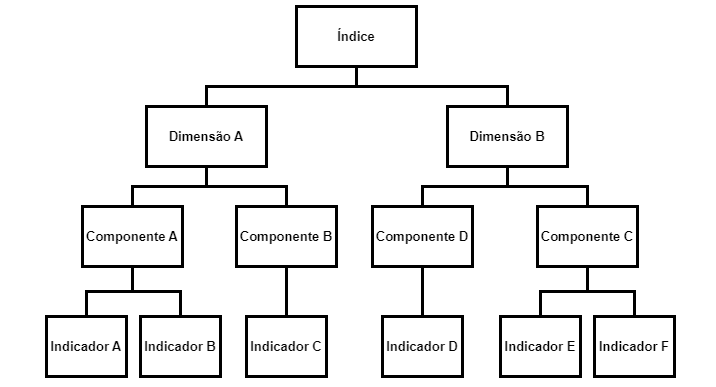 Índice
Dimensão A
Dimensão B
Componente A
Componente B
Componente D
Componente C
Indicador A
Indicador B
Indicador C
Indicador D
Indicador E
Indicador F